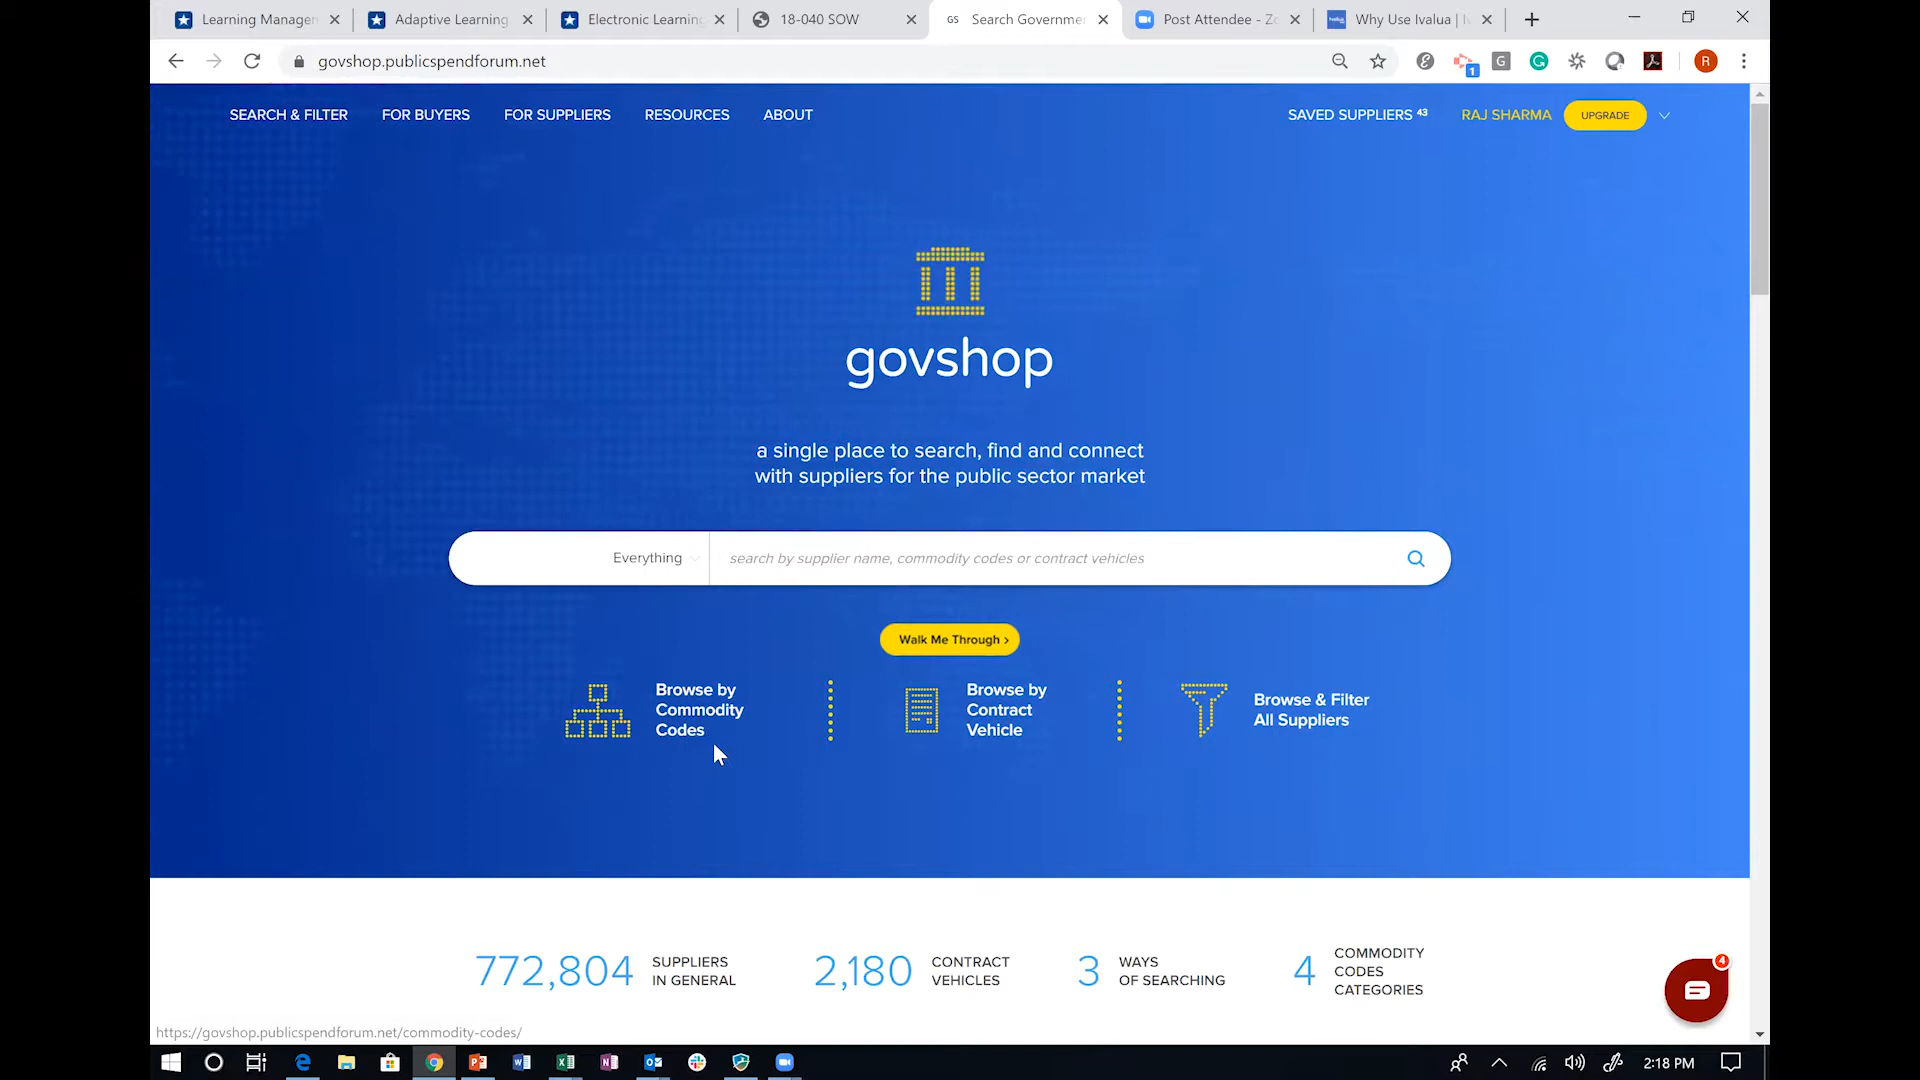 Learning Managem
Adaptive Learning
Electronic Learning
18-040 SOW
GS Search Governme
Post Attendee - Zo
Why Use Ivalua | Iv
govshop.publicspendforum.net
1
G
R
SEARCH & FILTER
FOR BUYERS
FOR SUPPLIERS
RESOURCES
ABOUT
SAVED SUPPLIERS 43
RAJ SHARMA
UPGRADE
govshop
a single place to search, find and connect
with suppliers for the public sector market
Everything
search by supplier name, commodity codes or contract vehicles
Walk Me Through ›
Browse by
Commodity
Codes
Browse by
Contract
Vehicle
Browse & Filter
All Suppliers
772,804
SUPPLIERS
IN GENERAL
2,180
CONTRACT
VEHICLES
3
WAYS
OF SEARCHING
4
COMMODITY
CODES
CATEGORIES
4
https://govshop.publicspendforum.net/commodity-codes/
2:18 PM